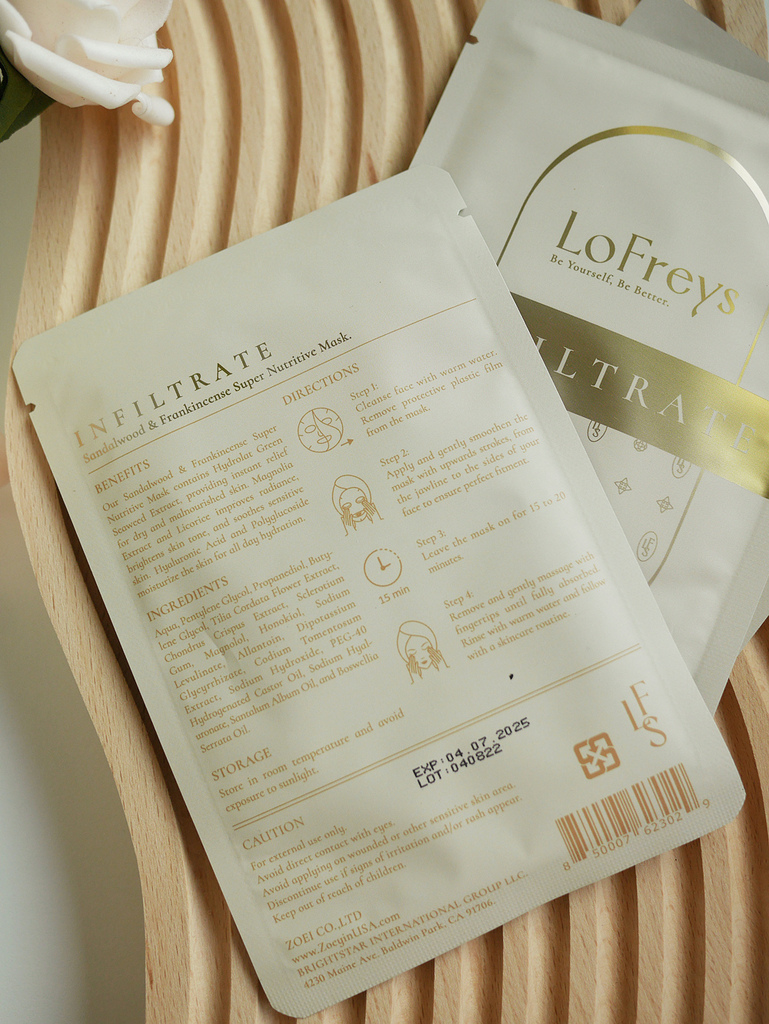 LoFreys
Be Yourself, Be Better.
ILTRATE
INFILTRATE
Sandalwood & Frankincense Super Nutritive Mask.
BENEFITS
Our Sandalwood & Frankincense Super
Nutritive Mask contains Hydrolat Green
Seaweed Extract, providing instant relief
for dry and malnourished skin. Magnolia
Extract and Licorice improves radiance,
brightens skin tone, and soothes sensitive
skin. Hyaluronic Acid and Polyglucoside
moisturize the skin for all day hydration.
INGREDIENTS
Aqua, Pentylene Glycol, Propanediol, Buty-
lene Glycol, Tilia Cordata Flower Extract,
Chondrus Crispus Extract, Sclerotium
Gum, Magnolol, Honokiol, Sodium
Levulinate, Allantoin, Dipotassium
Glycyrrhizate, Codium Tomentosum
Extract, Sodium Hydroxide, PEG-40
Hydrogenated Castor Oil, Sodium Hyal-
uronate, Santalum Album Oil, and Boswellia
Serrata Oil.
STORAGE
Store in room temperature and avoid
exposure to sunlight.
DIRECTIONS
Step 1:
Cleanse face with warm water.
Remove protective plastic film
from the mask.
Step 2:
Apply and gently smoothen the
mask with upwards strokes, from
the jawline to the sides of your
face to ensure perfect fitment.
Step 3:
Leave the mask on for 15 to 20
minutes.
15 min
Step 4:
Remove and gently massage with
fingertips until fully absorbed
Rinse with warm water and follow
with a skincare routine.
EXP:04.07.2025
LOT:040822
LFS
CAUTION
For external use only.
Avoid direct contact with eyes.
Avoid applying on wounded or other sensitive skin area.
Discontinue use if signs of irritation and/or rash appear.
Keep out of reach of children.
ZOEI CO.,LTD
www.ZoeyinUSA.com
BRIGHTSTAR INTERNATIONAL GROUP LLC.
4230 Maine Ave. Baldwin Park, CA 91706.
8 50007 62302 9
LFS
LFS